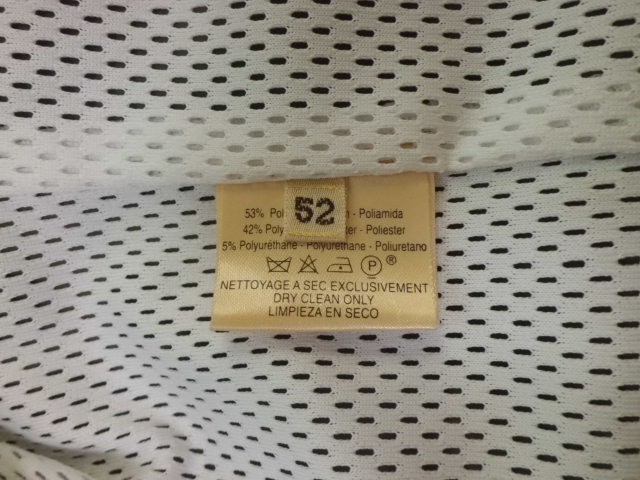 52
53% Pol - Poliamida
42% Poly - Poliester
5% Polyurethane - Polyurethane - Poliuretano
P ®
NETTOYAGE A SEC EXCLUSIVEMENT
DRY CLEAN ONLY
LIMPIEZA EN SECO